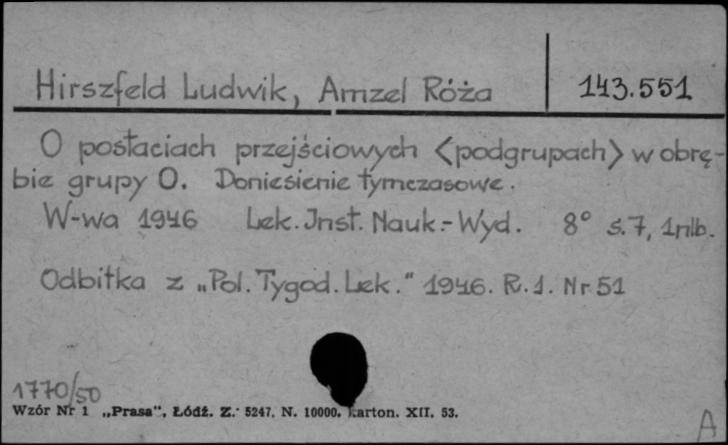 Hirszfeld Ludwik, Amzel Róża
143.551
O postaciach przejściowych <podgrupach> w obrę-
bie grupy O. Doniesienie tymczasowe.
W-wa 1946 Lek. Inst. Nauk.-Wyd. 8° s. 7, 1 nlb.
Odbitka z „Pol. Tygod. Lek." 1946. R. 1. Nr 51
1770/50
Wzór Nr 1 „Prasa", Łódź. Z. 5247. N. 10000. karton. XII. 53.
A